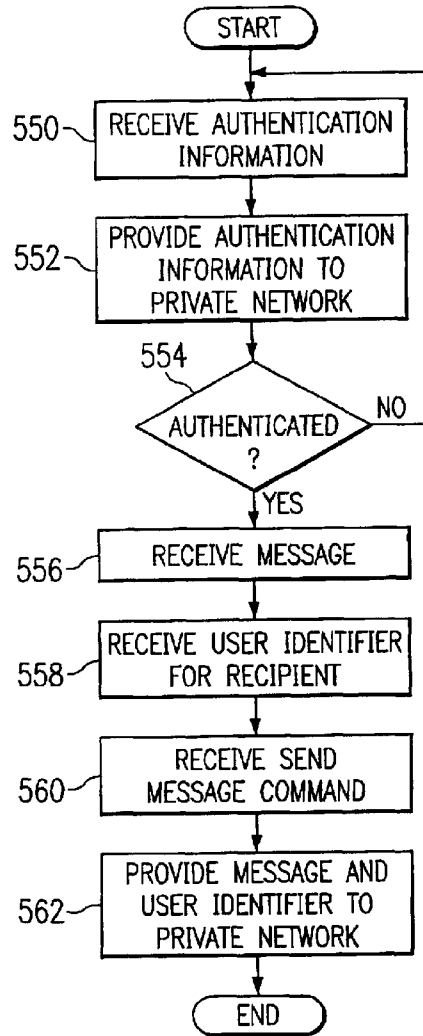 START
550
RECEIVE AUTHENTICATION
INFORMATION
552
PROVIDE AUTHENTICATION
INFORMATION TO
PRIVATE NETWORK
554
AUTHENTICATED
?
NO
YES
556
RECEIVE MESSAGE
558
RECEIVE USER IDENTIFIER
FOR RECIPIENT
560
RECEIVE SEND
MESSAGE COMMAND
562
PROVIDE MESSAGE AND
USER IDENTIFIER TO
PRIVATE NETWORK
END